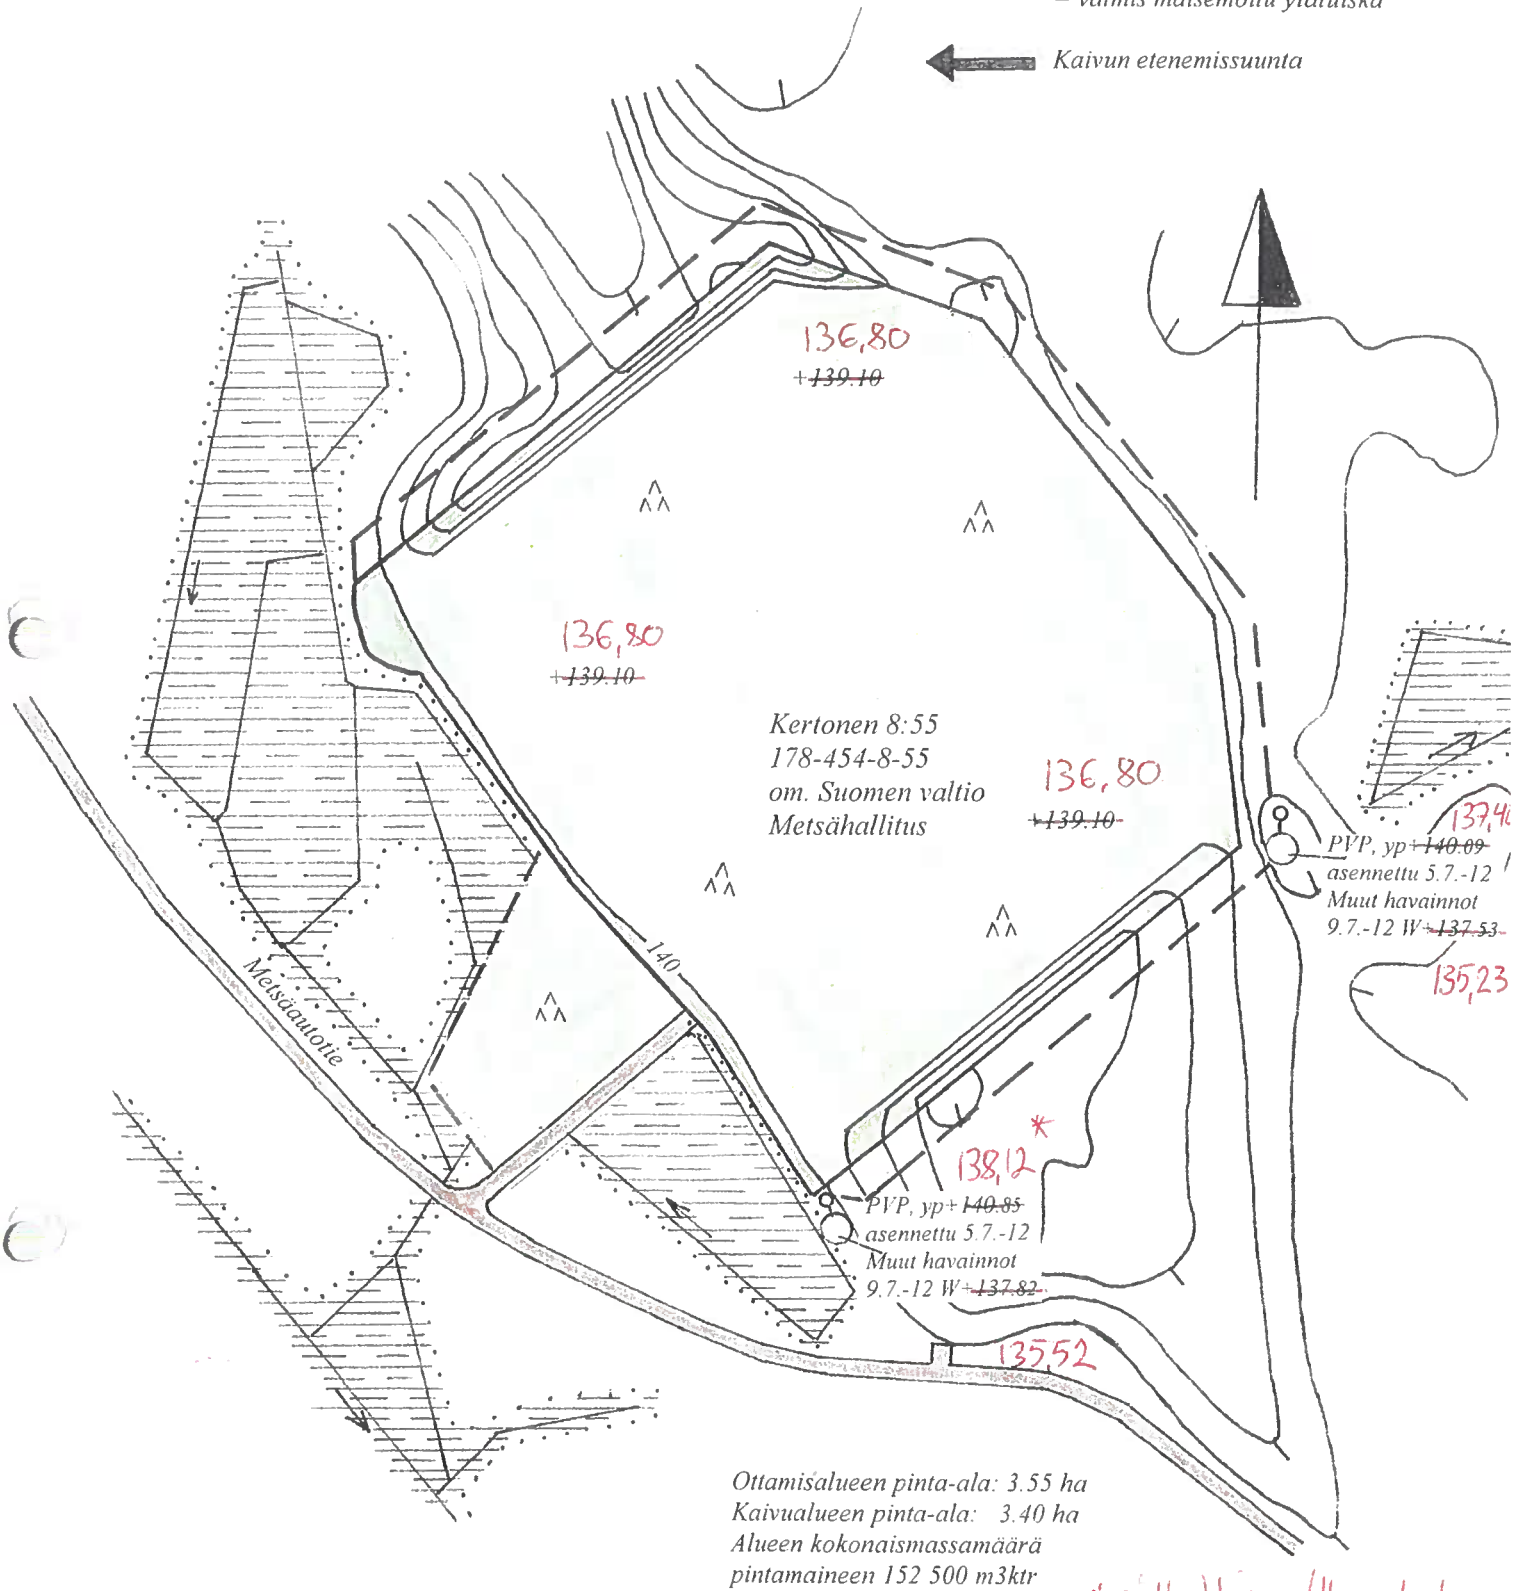 = valmis maisemoitu yläluiska
Kaivun etenemissuunta
136,80
+139.10
136,80
+139.10
Kertonen 8:55
178-454-8-55
om. Suomen valtio
Metsähallitus
136,80
+139.10
PVP, yp+140.09
asennettu 5.7.-12
Muut havainnot
9.7.-12 W+137.53
135,23
140
Metsäautotie
*
138,12
PVP, yp+140.85
asennettu 5.7.-12
Muut havainnot
9.7.-12 W+137.82
135,52
Ottamisalueen pinta-ala: 3.55 ha
Kaivualueen pinta-ala: 3.40 ha
Alueen kokonaismassamäärä
pintamaineen 152 500 m3ktr